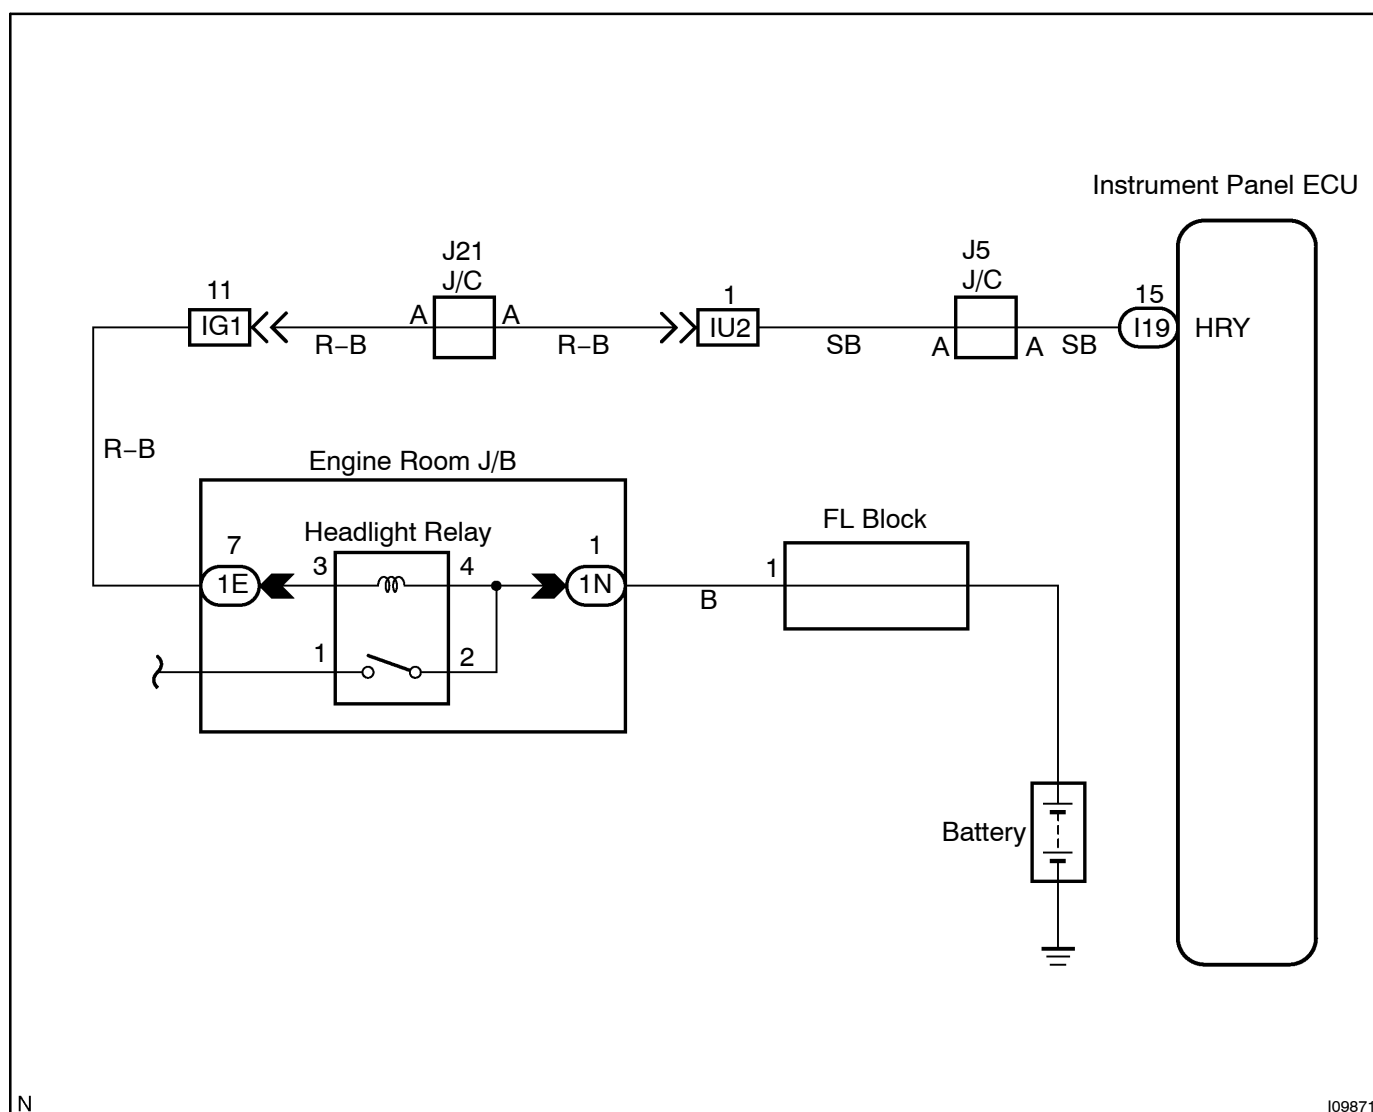 Instrument Panel ECU
J21
J/C
J5
J/C
11
1
15
IG1
A
A
IU2
I19
HRY
R–B
R–B
SB
A
A
SB
R–B
Engine Room J/B
FL Block
Headlight Relay
7
3
4
1
1
1E
1N
B
1
2
Battery
N
I09871